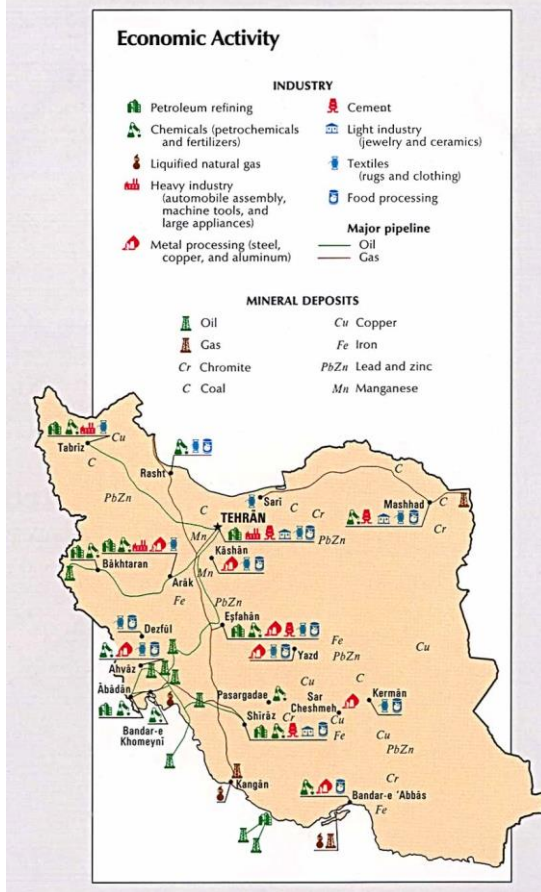 Economic Activity
INDUSTRY
Petroleum refining
Chemicals (petrochemicals
and fertilizers)
Liquified natural gas
Heavy industry
(automobile assembly,
machine tools, and
large appliances)
Metal processing (steel,
copper, and aluminum)
Cement
Light industry
(jewelry and ceramics)
Textiles
(rugs and clothing)
Food processing
Major pipeline
Oil
Gas
MINERAL DEPOSITS
Oil
Gas
Cr Chromite
C Coal
Cu Copper
Fe Iron
PbZn Lead and zinc
Mn Manganese
Cu
Tabrīz
C
Rasht
C
PbZn
Sarī
Mashhad
C
C
Cr
Cr
TEHRĀN
Mn
PbZn
Kāshān
Bākhtaran
Arāk
Mn
Fe
PbZn
Eşfahān
Dezfūl
Fe
Yazd
PbZn
Cu
Ahvāz
Cu
C
Ābādān
Pasargadae
Sar
Cheshmeh
Kermān
Bandar-e
Khomeynī
Shīrāz
Cr
Cu
Fe
Cu
PbZn
Kangān
Cr
Bandar-e 'Abbās
Fe